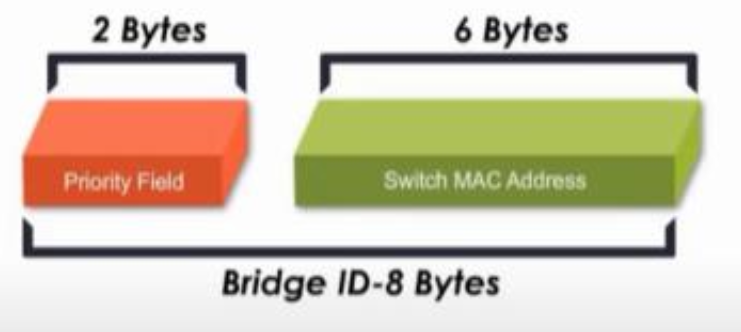 2 Bytes
6 Bytes
Priority Field
Switch MAC Address
Bridge ID-8 Bytes